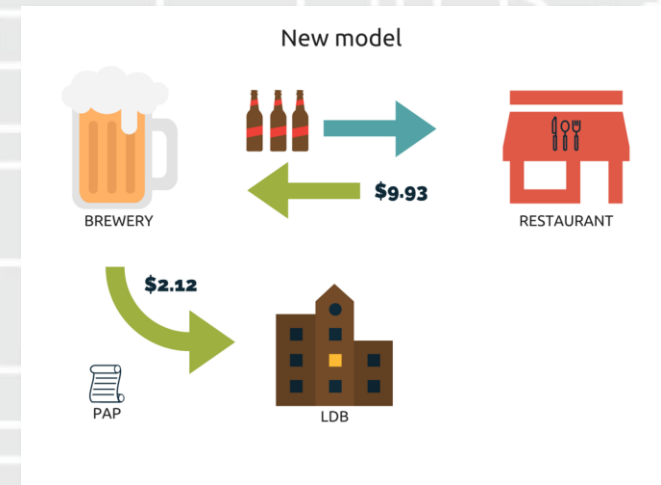 New model
$9.93
BREWERY
RESTAURANT
$2.12
PAP
LDB